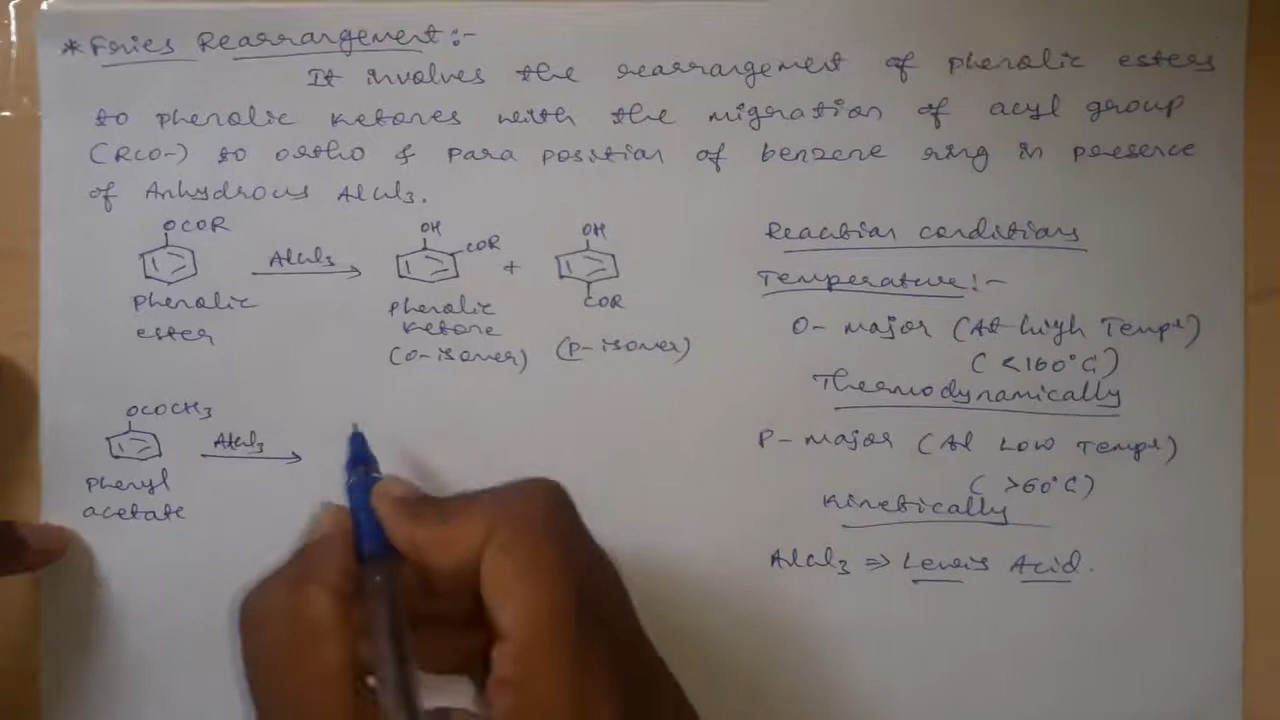 * Fries Rearrangement :-
It involves the rearrangement of phenolic esters
to phenolic ketones with the migration of acyl group
(RCO-) to ortho & para position of benzene ring in presence
of Anhydrous AlCl3.
OCOR
AlCl3
phenolic
ester
OH
COR
phenolic
ketone
(o-isomer)
+
OH
COR
(p-isomer)
Reaction conditions
Temperature :-
O- major (At high Tempr)
( <160°C)
Thermodynamically
P- major (At Low Tempr)
( >60°C)
Kinetically
AlCl3 ⇒ Lewis Acid.
OCOCH3
AlCl3
phenyl
acetate